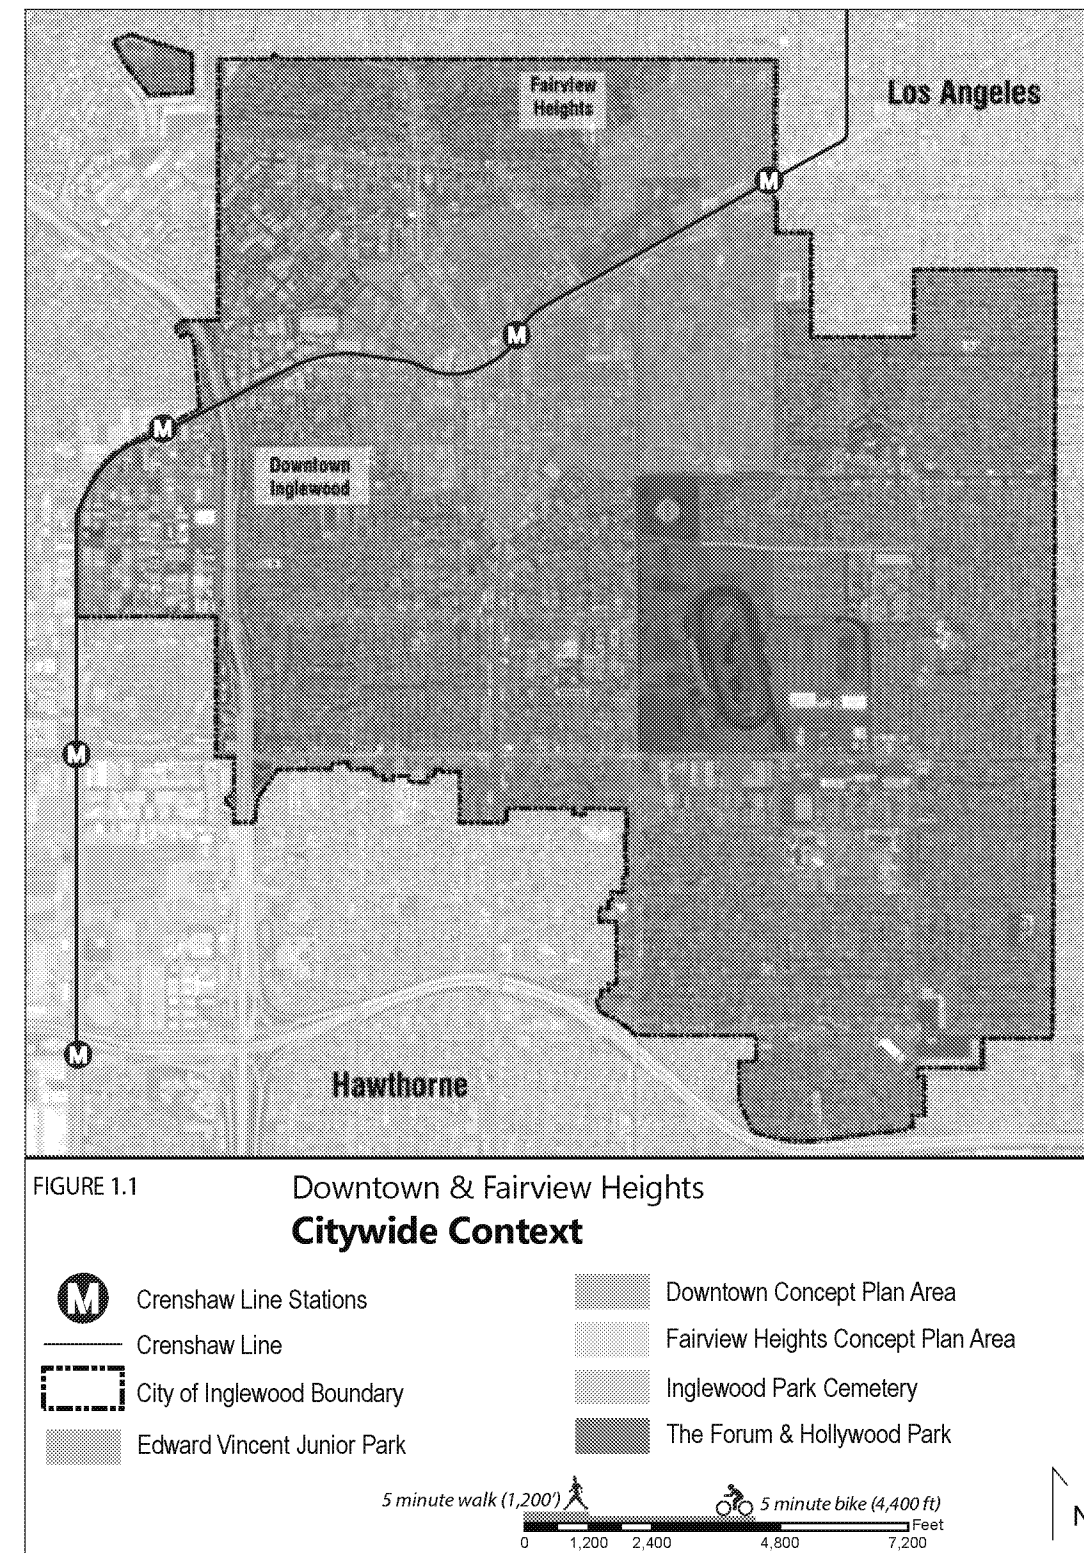 Fairview
Heights
Los Angeles
M
M
M
Downtown
Inglewood
M
M
Hawthorne
FIGURE 1.1
Downtown & Fairview Heights
Citywide Context
M
Crenshaw Line Stations
Crenshaw Line
City of Inglewood Boundary
Edward Vincent Junior Park
Downtown Concept Plan Area
Fairview Heights Concept Plan Area
Inglewood Park Cemetery
The Forum & Hollywood Park
5 minute walk (1,200')
5 minute bike (4,400 ft)
Feet
0 1,200 2,400 4,800 7,200
N